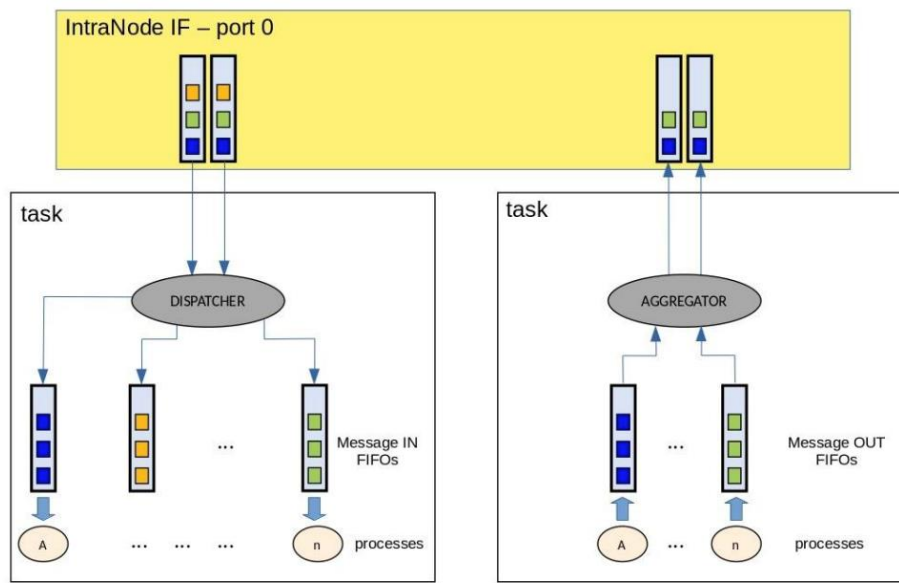 IntraNode IF – port 0
task
task
DISPATCHER
AGGREGATOR
...
Message IN
FIFOs
...
Message OUT
FIFOs
A
... ... ...
n
processes
A
...
n
processes